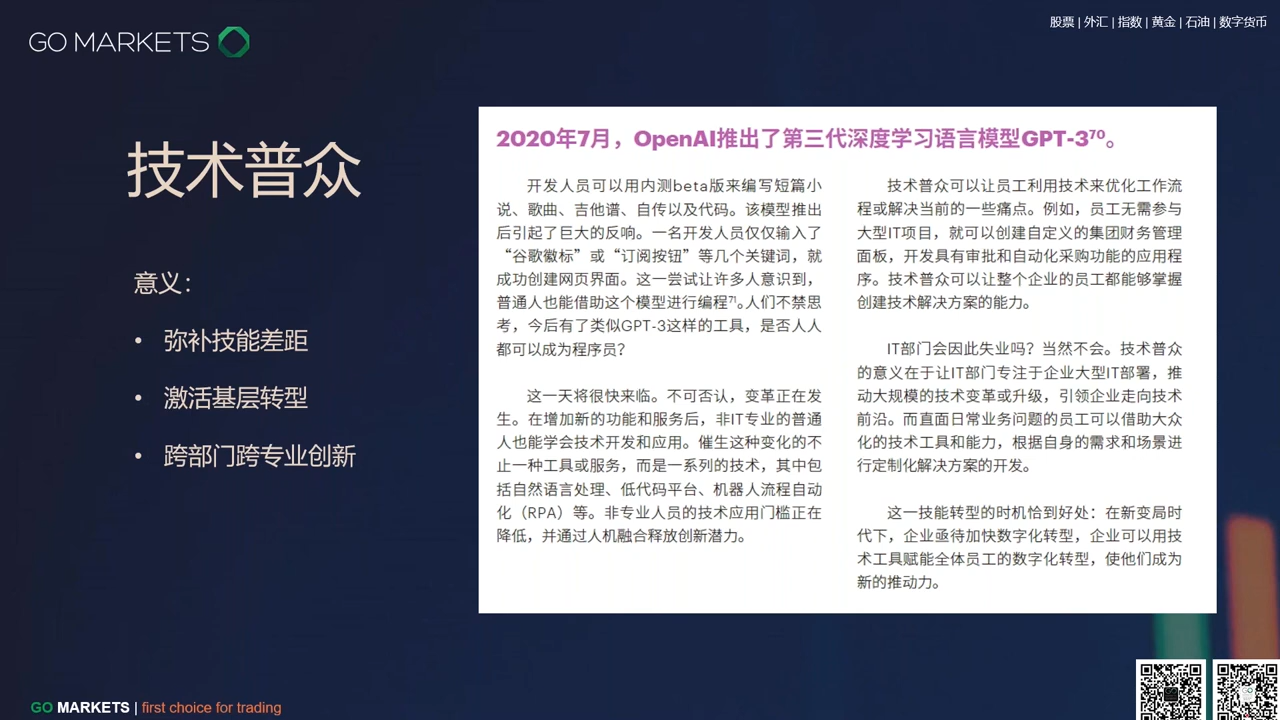 GO MARKETS
股票 | 外汇 | 指数 | 黄金 | 石油 | 数字货币
技术普众
意义：
• 弥补技能差距
• 激活基层转型
• 跨部门跨专业创新
2020年7月，OpenAI推出了第三代深度学习语言模型GPT-3⁷⁰。
开发人员可以用内测beta版来编写短篇小
说、歌曲、吉他谱、自传以及代码。该模型推出
后引起了巨大的反响。一名开发人员仅仅输入了
“谷歌徽标”或“订阅按钮”等几个关键词，就
成功创建网页界面。这一尝试让许多人意识到，
普通人也能借助这个模型进行编程⁷¹。人们不禁思
考，今后有了类似GPT-3这样的工具，是否人人
都可以成为程序员？
这一天将很快来临。不可否认，变革正在发
生。在增加新的功能和服务后，非IT专业的普通
人也能学会技术开发和应用。催生这种变化的不
止一种工具或服务，而是一系列的技术，其中包
括自然语言处理、低代码平台、机器人流程自动
化（RPA）等。非专业人员的技术应用门槛正在
降低，并通过人机融合释放创新潜力。
技术普众可以让员工利用技术来优化工作流
程或解决当前的一些痛点。例如，员工无需参与
大型IT项目，就可以创建自定义的集团财务管理
面板，开发具有审批和自动化采购功能的应用程
序。技术普众可以让整个企业的员工都能够掌握
创建技术解决方案的能力。
IT部门会因此失业吗？当然不会。技术普众
的意义在于让IT部门专注于企业大型IT部署，推
动大规模的技术变革或升级，引领企业走向技术
前沿。而直面日常业务问题的员工可以借助大众
化的技术工具和能力，根据自身的需求和场景进
行定制化解决方案的开发。
这一技能转型的时机恰到好处：在新变局时
代下，企业亟待加快数字化转型，企业可以用技
术工具赋能全体员工的数字化转型，使他们成为
新的推动力。
GO MARKETS | first choice for trading